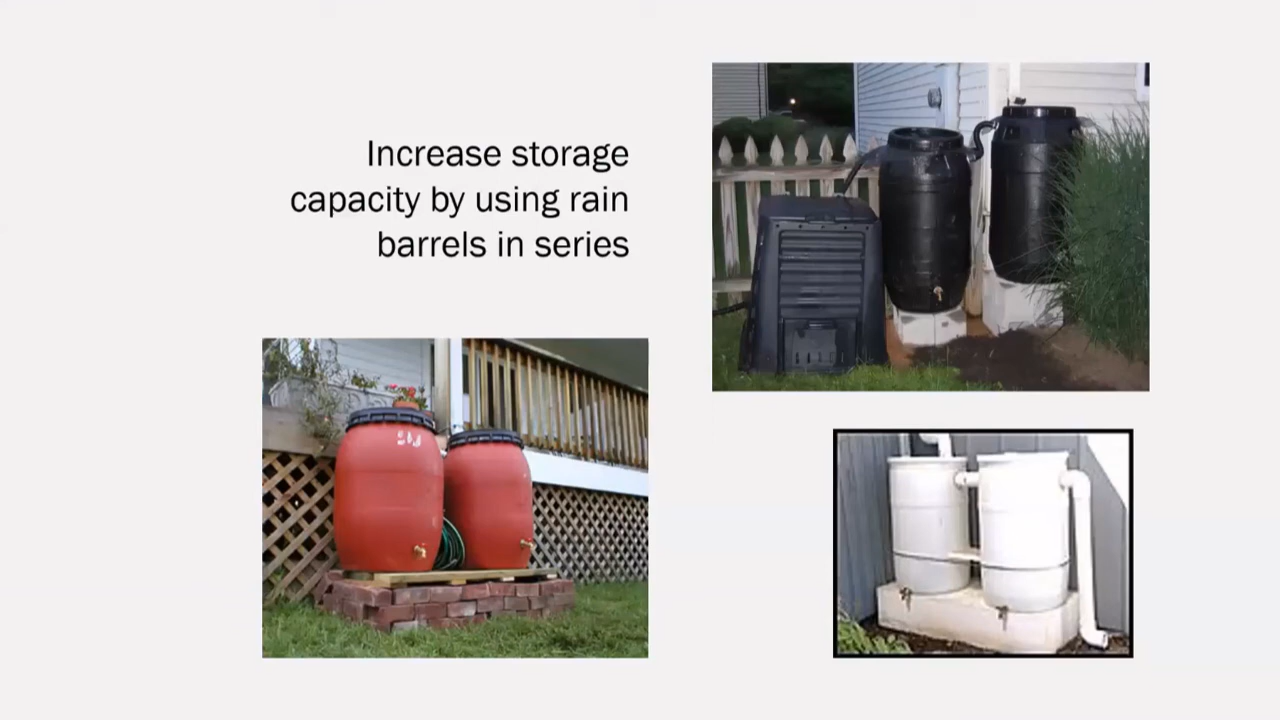 Increase storage
capacity by using rain
barrels in series